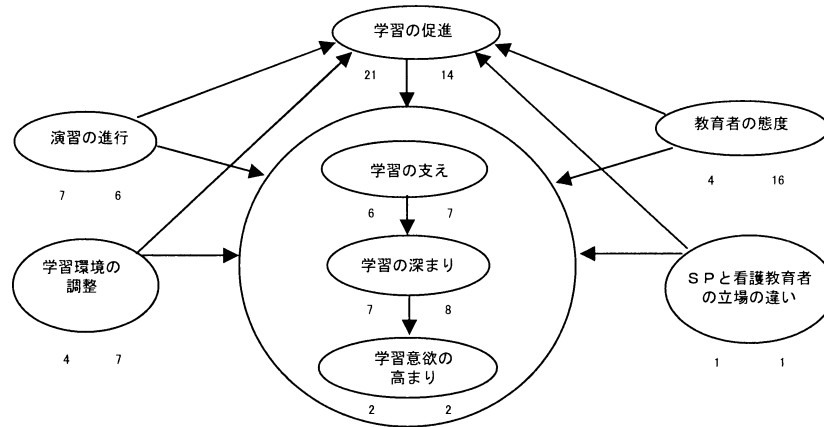 学習の促進
21 14
演習の進行
7 6
教育者の態度
4 16
学習の支え
6 7
学習の深まり
7 8
学習意欲の
高まり
2 2
学習環境の
調整
4 7
ＳＰと看護教育者
の立場の違い
1 1